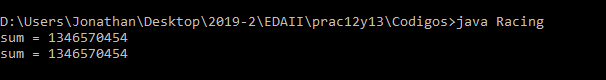 D:\Users\Jonathan\Desktop\2019-2\EDAII\prac12y13\Codigos>java Racing
sum = 1346570454
sum = 1346570454